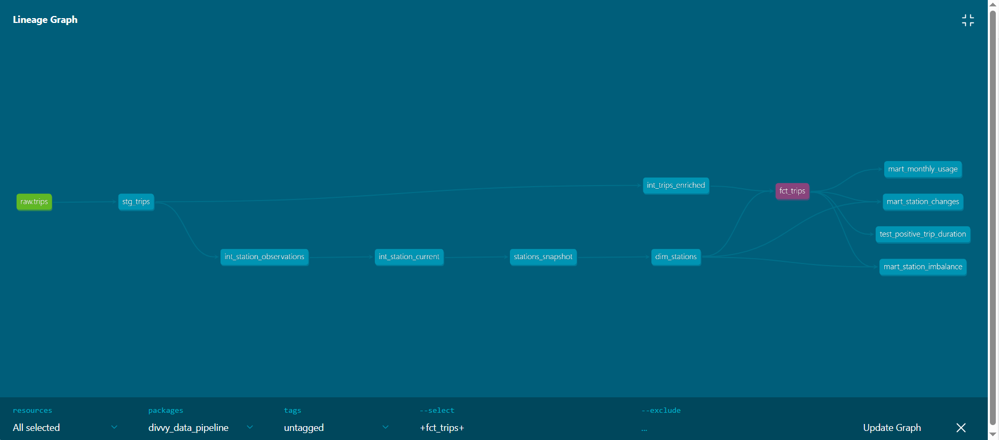 Lineage Graph
mart_monthly_usage
int_trips_enriched
fct_trips
raw.trips
stg_trips
mart_station_changes
test_positive_trip_duration
int_station_observations
int_station_current
stations_snapshot
dim_stations
mart_station_imbalance
resources
packages
tags
--select
--exclude
All selected
divvy_data_pipeline
untagged
+fct_trips+
...
Update Graph